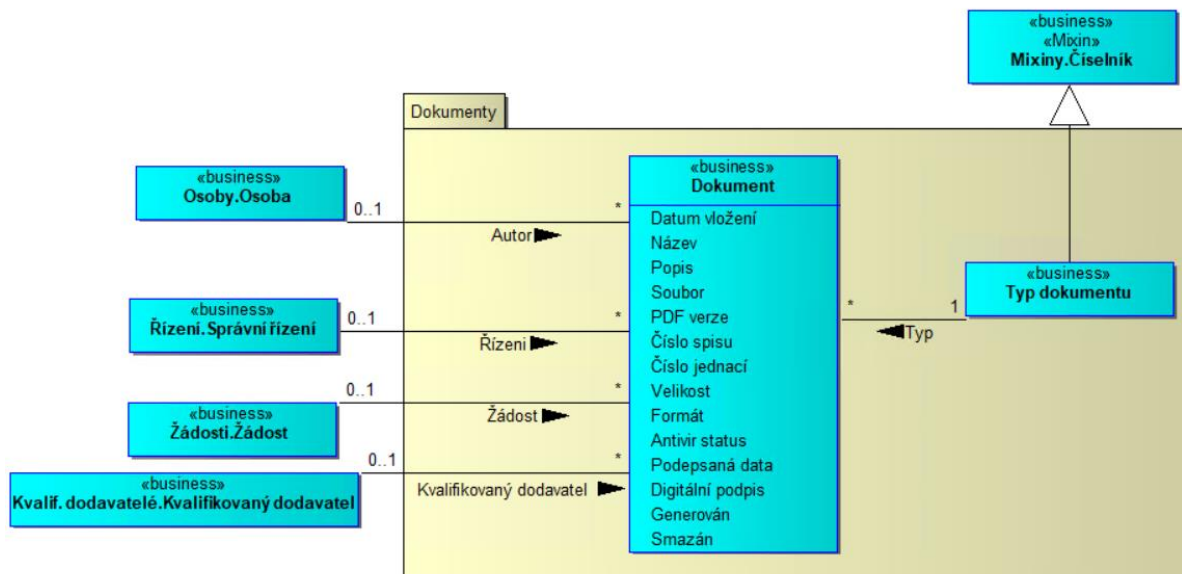 «business»
«Mixin»
Mixiny.Číselník
Dokumenty
«business»
Osoby.Osoba
0..1
*
Autor
«business»
Řízení.Správní řízení
0..1
*
Řízeni
«business»
Žádosti.Žádost
0..1
*
Žádost
«business»
Kvalif. dodavatelé.Kvalifikovaný dodavatel
0..1
*
Kvalifikovaný dodavatel
«business»
Dokument
Datum vložení
Název
Popis
Soubor
PDF verze
Číslo spisu
Číslo jednací
Velikost
Formát
Antivir status
Podepsaná data
Digitální podpis
Generován
Smazán
*
1
Typ
«business»
Typ dokumentu